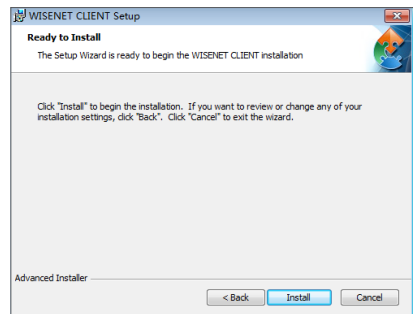 WISENET CLIENT Setup
Ready to Install
The Setup Wizard is ready to begin the WISENET CLIENT installation
Click "Install" to begin the installation. If you want to review or change any of your
installation settings, click "Back". Click "Cancel" to exit the wizard.
Advanced Installer
< Back Install Cancel